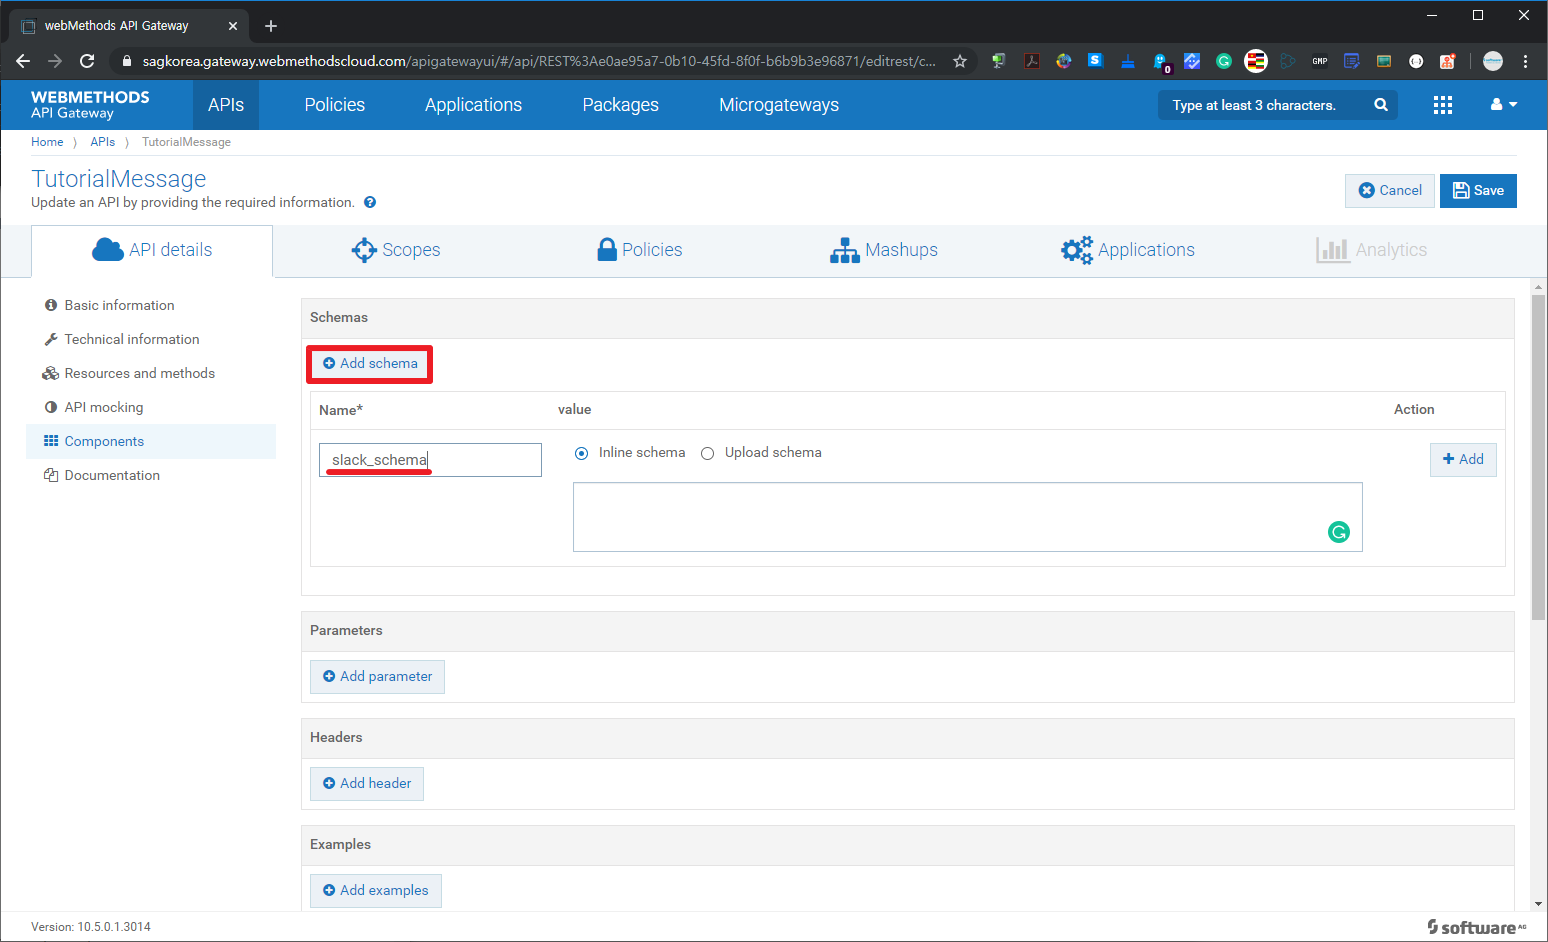 webMethods API Gateway
sagkorea.gateway.webmethodscloud.com/apigatewayui/#/api/REST%3Ae0ae95a7-0b10-45fd-8f0f-b6b9b3e96871/editrest/c...
S
0
GMP
WEBMETHODS
API Gateway
APIs
Policies
Applications
Packages
Microgateways
Type at least 3 characters.
Home
APIs
TutorialMessage
TutorialMessage
Update an API by providing the required information.
Cancel
Save
API details
Scopes
Policies
Mashups
Applications
Analytics
Basic information
Technical information
Resources and methods
API mocking
Components
Documentation
Schemas
Add schema
Name*
value
Action
slack_schema
Inline schema
Upload schema
Add
Parameters
Add parameter
Headers
Add header
Examples
Add examples
Version: 10.5.0.1.3014
software AG